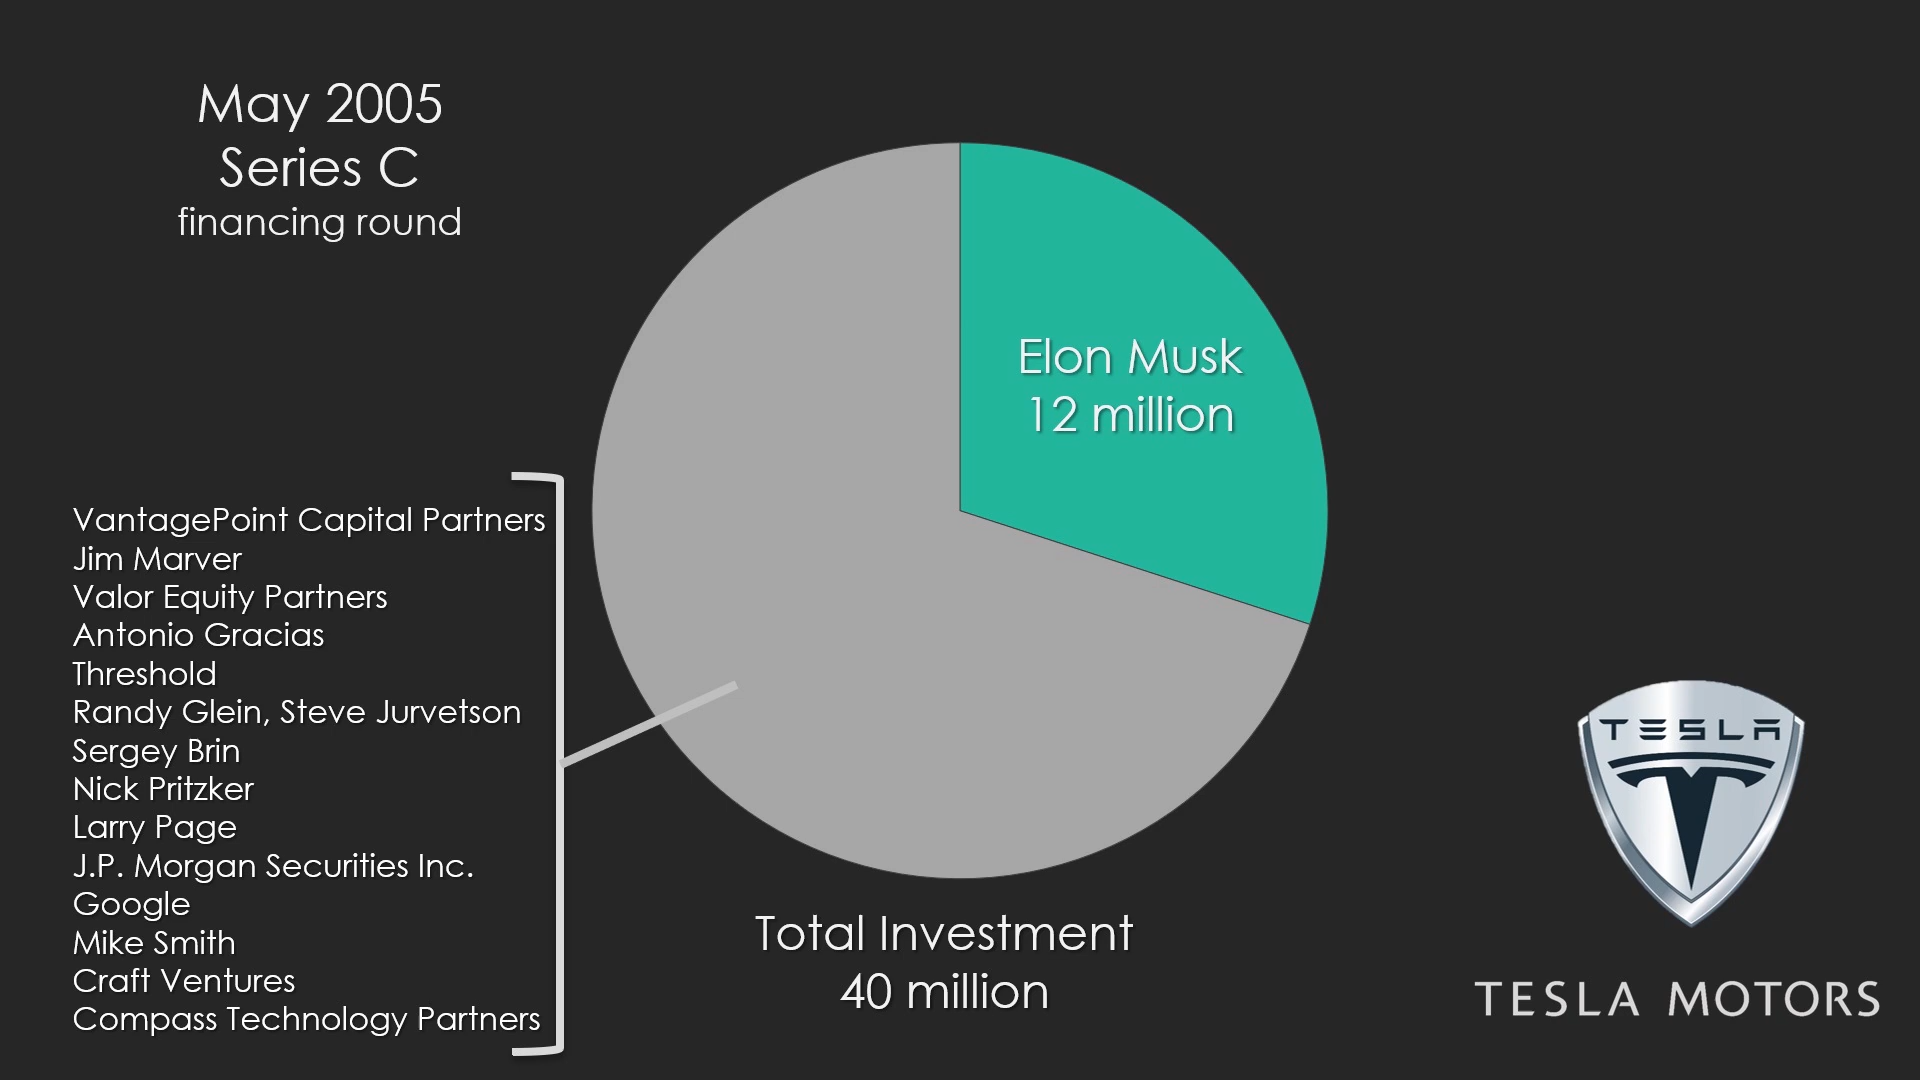 May 2005
Series C
financing round
Elon Musk
12 million
VantagePoint Capital Partners
Jim Marver
Valor Equity Partners
Antonio Gracias
Threshold
Randy Glein, Steve Jurvetson
Sergey Brin
Nick Pritzker
Larry Page
J.P. Morgan Securities Inc.
Google
Mike Smith
Craft Ventures
Compass Technology Partners
Total Investment
40 million
TESLA
TESLA MOTORS